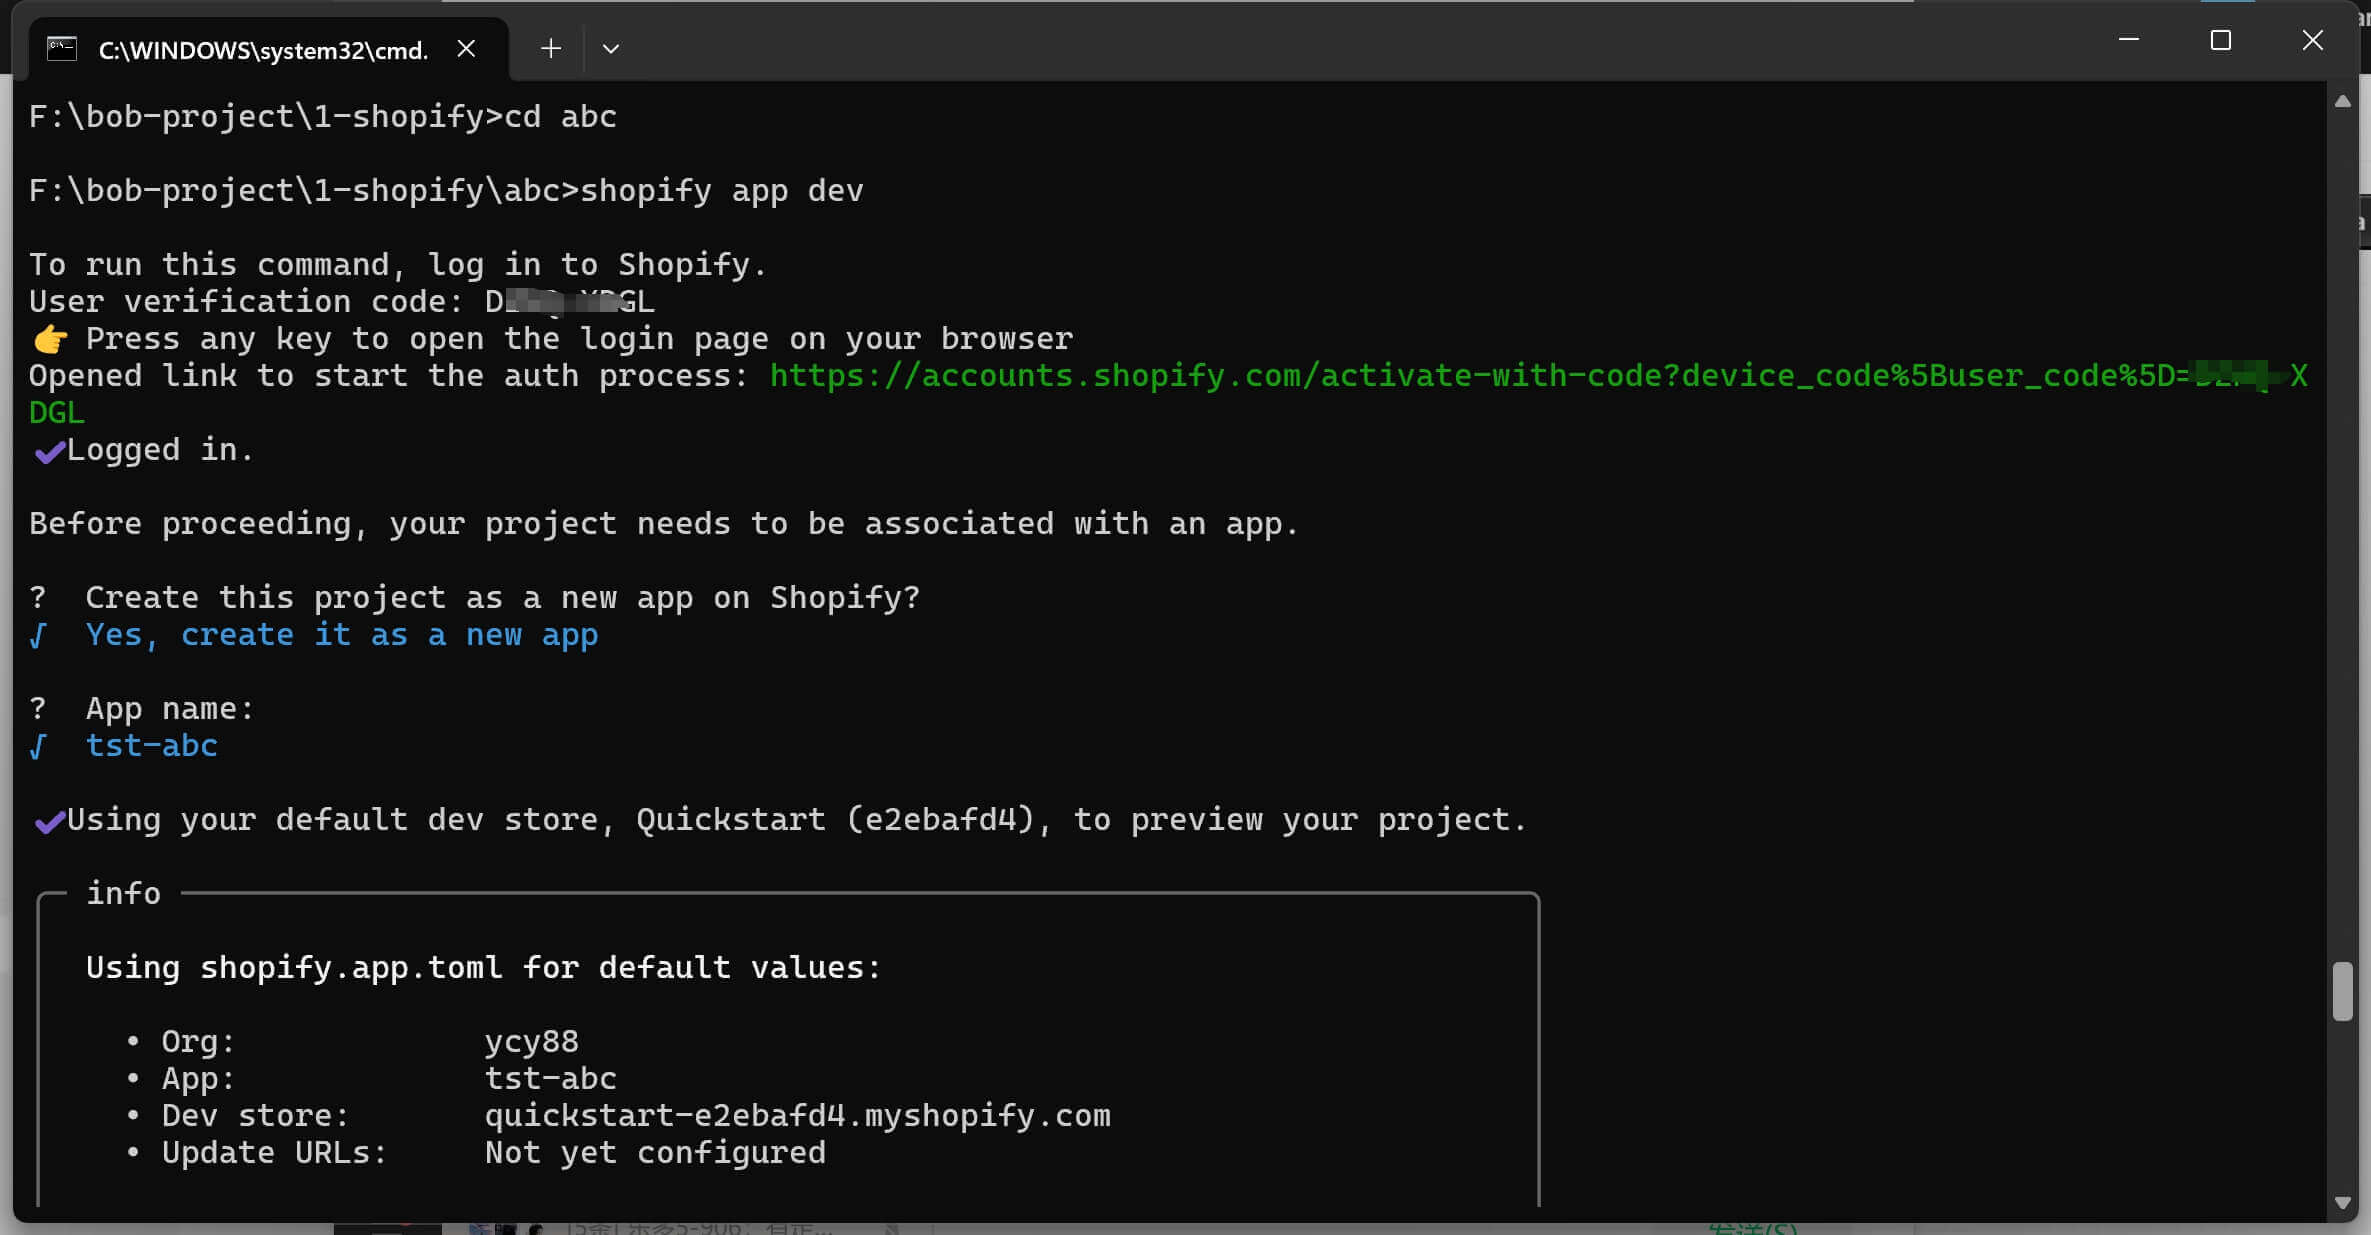 C:\WINDOWS\system32\cmd.
F:\bob-project\1-shopify>cd abc
F:\bob-project\1-shopify\abc>shopify app dev
To run this command, log in to Shopify.
User verification code: GL
👉 Press any key to open the login page on your browser
Opened link to start the auth process: https://accounts.shopify.com/activate-with-code?device_code%5Buser_code%5D= X
DGL
✔Logged in.
Before proceeding, your project needs to be associated with an app.
? Create this project as a new app on Shopify?
√ Yes, create it as a new app
? App name:
√ tst-abc
✔Using your default dev store, Quickstart (e2ebafd4), to preview your project.
info
Using shopify.app.toml for default values:
• Org: ycy88
• App: tst-abc
• Dev store: quickstart-e2ebafd4.myshopify.com
• Update URLs: Not yet configured